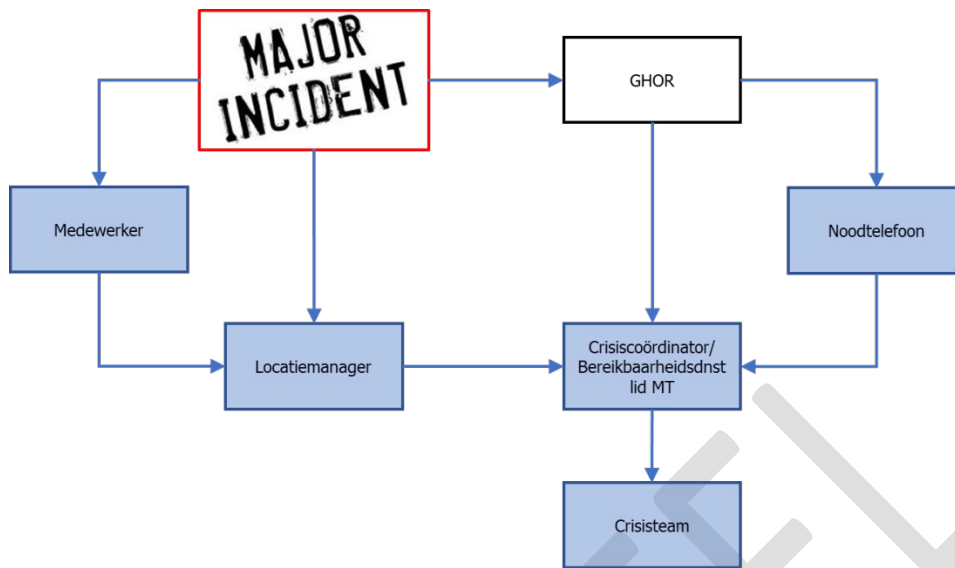 MAJOR
INCIDENT
GHOR
Medewerker
Noodtelefoon
Locatiemanager
Crisiscoördinator/
Bereikbaarheidsdnst
lid MT
Crisisteam